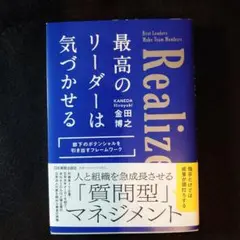 Best Leaders
Make Team Members
Realize
最高の
リーダーは
気づかせる
KANEDA
Hiroyuki
金田
博之
部下のポテンシャルを
引き出すフレームワーク
人と組織を急成長させる
「質問型」
マネジメント